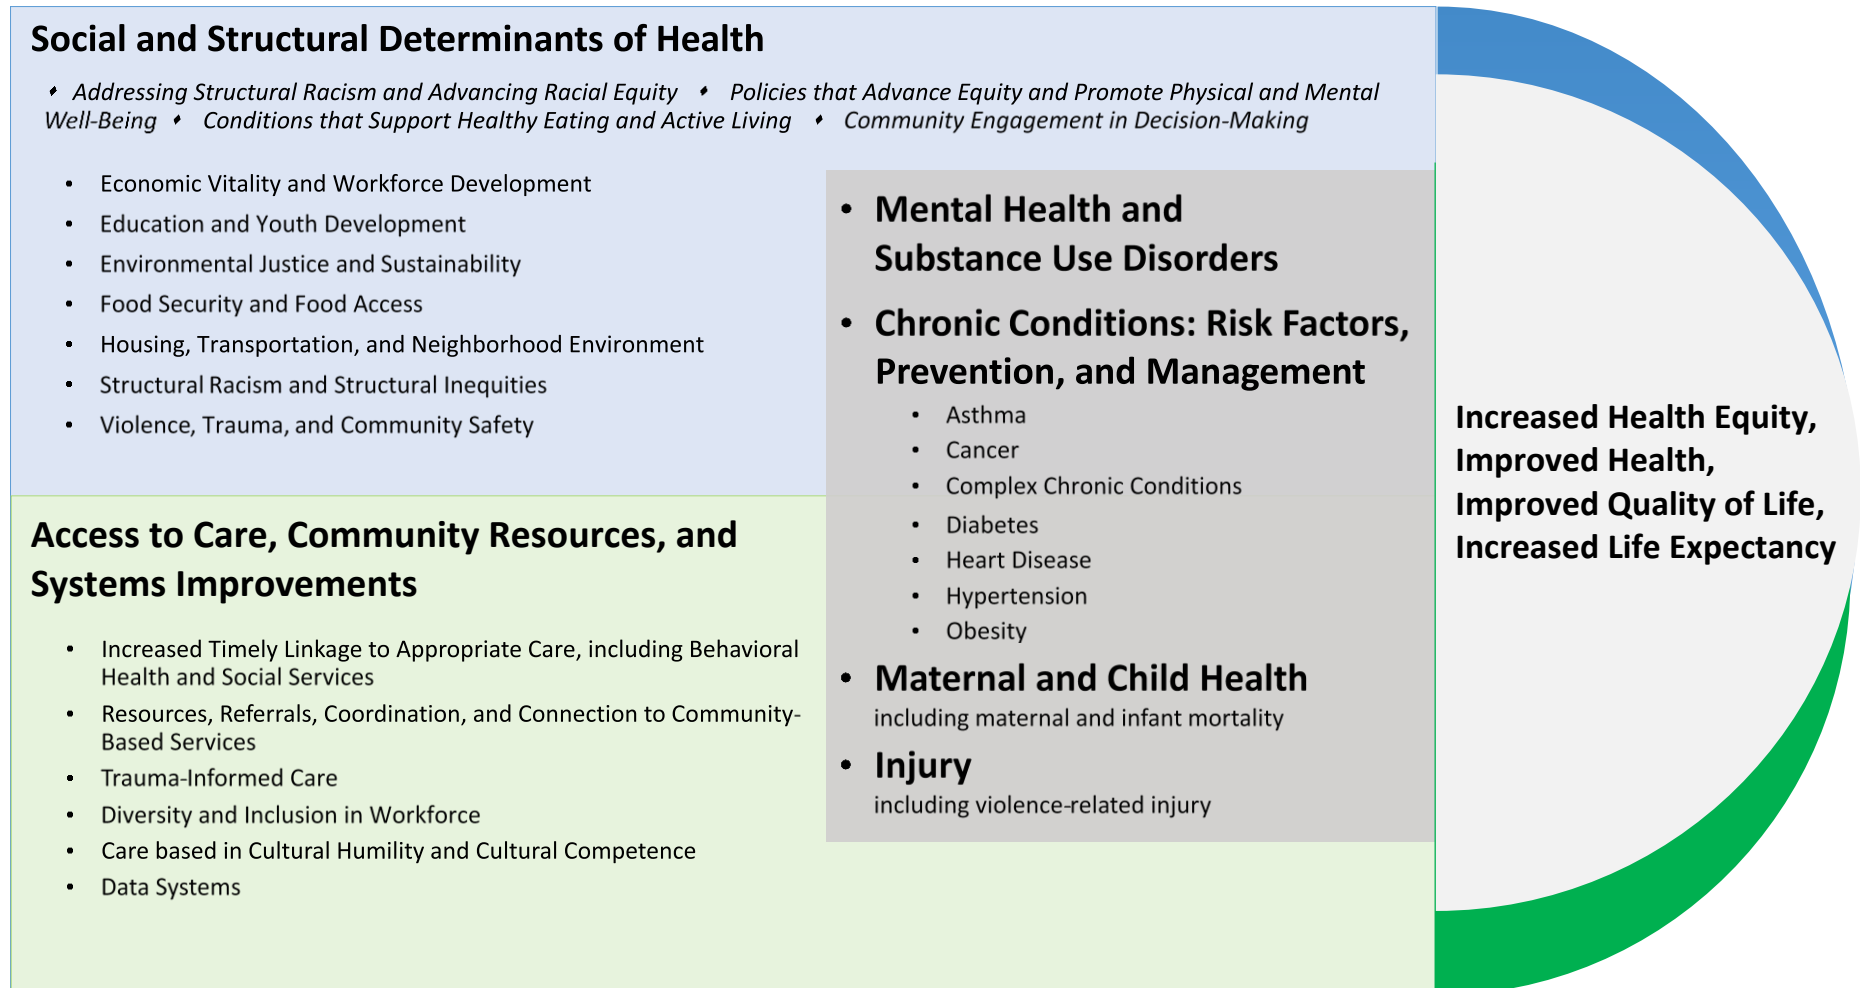 Social and Structural Determinants of Health
♦ Addressing Structural Racism and Advancing Racial Equity ♦ Policies that Advance Equity and Promote Physical and Mental
Well-Being ♦ Conditions that Support Healthy Eating and Active Living ♦ Community Engagement in Decision-Making
• Economic Vitality and Workforce Development
• Education and Youth Development
• Environmental Justice and Sustainability
• Food Security and Food Access
• Housing, Transportation, and Neighborhood Environment
• Structural Racism and Structural Inequities
• Violence, Trauma, and Community Safety
Access to Care, Community Resources, and
Systems Improvements
• Increased Timely Linkage to Appropriate Care, including Behavioral
Health and Social Services
• Resources, Referrals, Coordination, and Connection to Community-
Based Services
• Trauma-Informed Care
• Diversity and Inclusion in Workforce
• Care based in Cultural Humility and Cultural Competence
• Data Systems
• Mental Health and
Substance Use Disorders
• Chronic Conditions: Risk Factors,
Prevention, and Management
• Asthma
• Cancer
• Complex Chronic Conditions
• Diabetes
• Heart Disease
• Hypertension
• Obesity
• Maternal and Child Health
including maternal and infant mortality
• Injury
including violence-related injury
Increased Health Equity,
Improved Health,
Improved Quality of Life,
Increased Life Expectancy